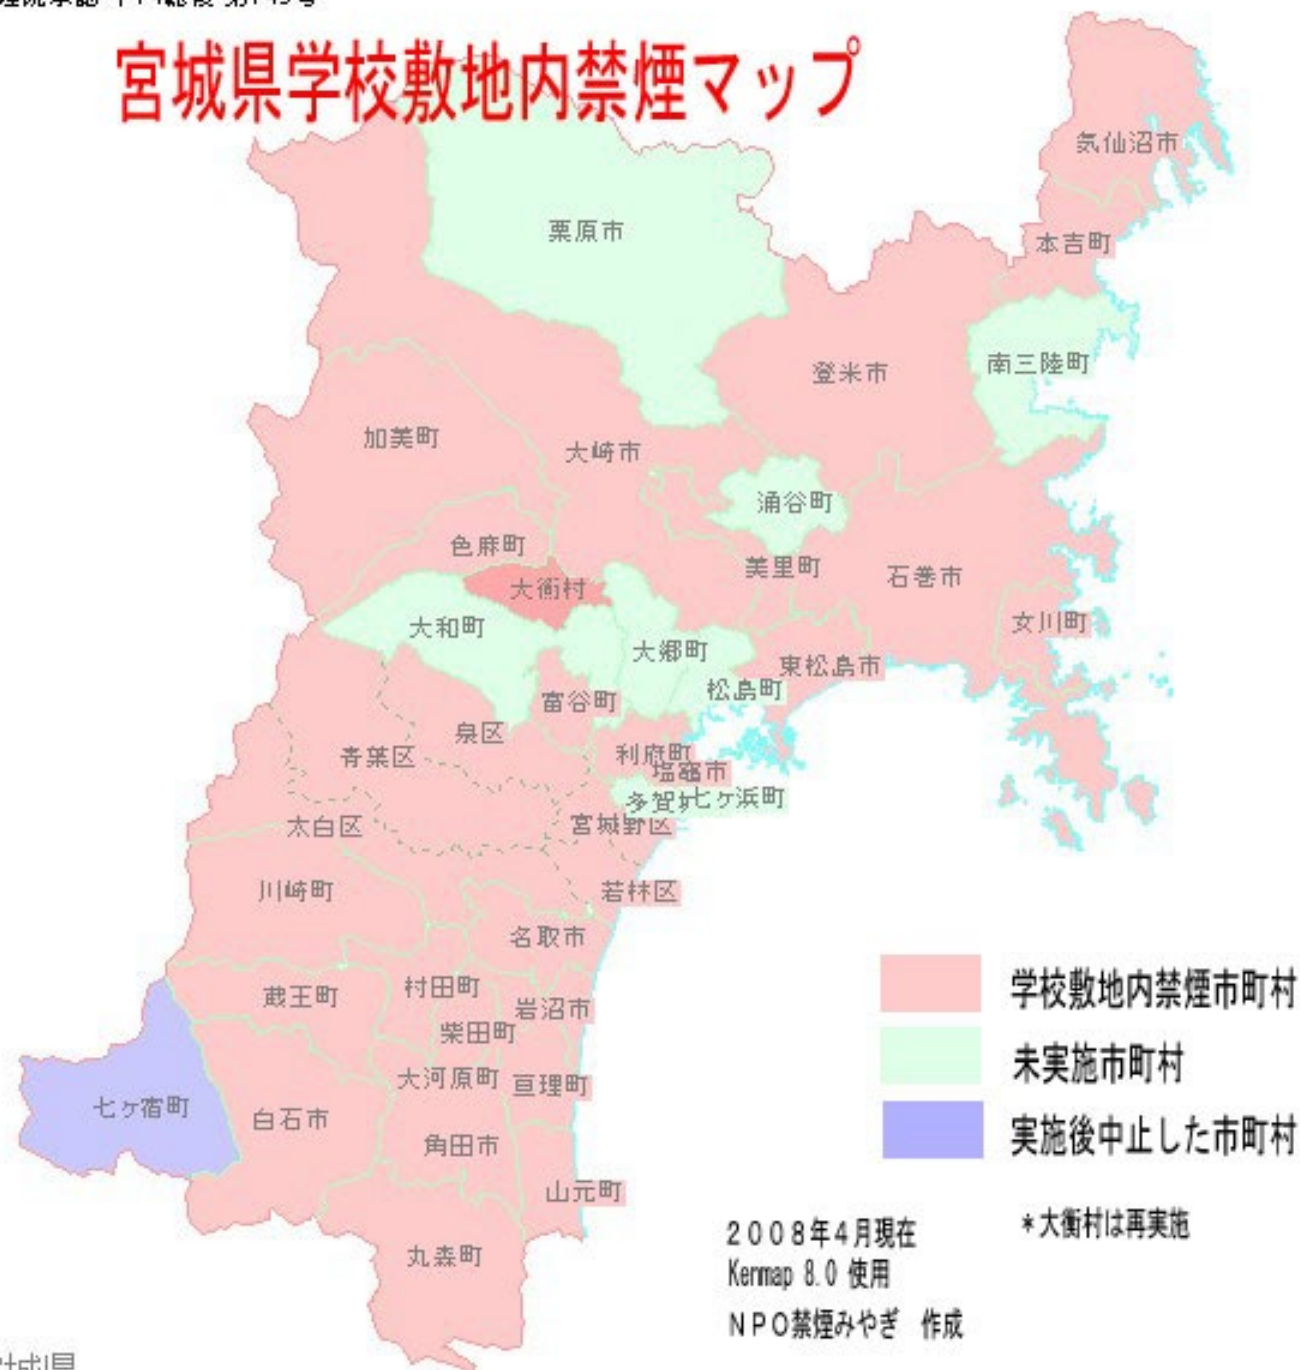 宮城県学校敷地内禁煙マップ
気仙沼市
栗原市
本吉町
南三陸町
登米市
加美町
大崎市
涌谷町
色麻町
美里町
石巻市
大衡村
女川町
大和町
大郷町
東松島市
松島町
富谷町
泉区
青葉区
利府町
塩竈市
多賀
七ヶ浜町
太白区
宮城野区
川崎町
若林区
名取市
村田町
蔵王町
岩沼市
柴田町
大河原町
亘理町
七ヶ宿町
白石市
角田市
山元町
丸森町
学校敷地内禁煙市町村
未実施市町村
実施後中止した市町村
*大衡村は再実施
2008年4月現在
Kenmap 8.0 使用
NPO禁煙みやぎ 作成